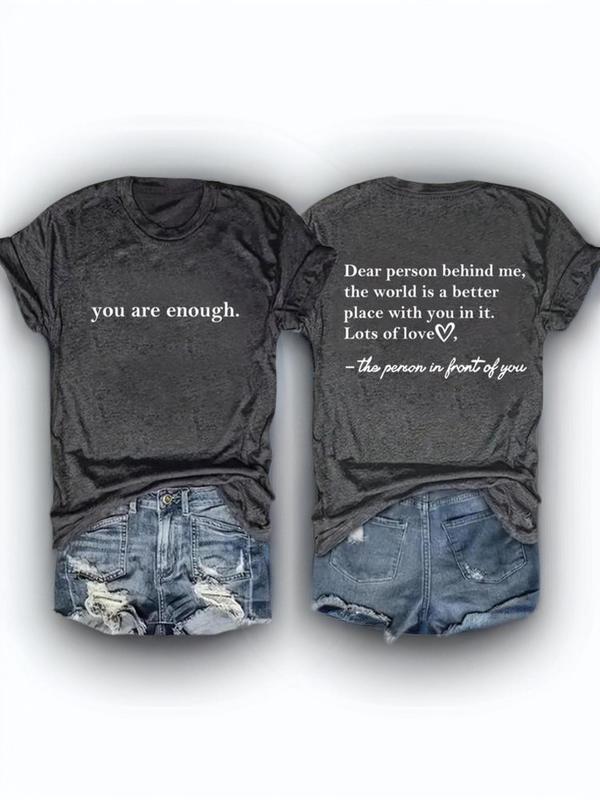 you are enough.
Dear person behind me,
the world is a better
place with you in it.
Lots of love♡,
– the person in front of you